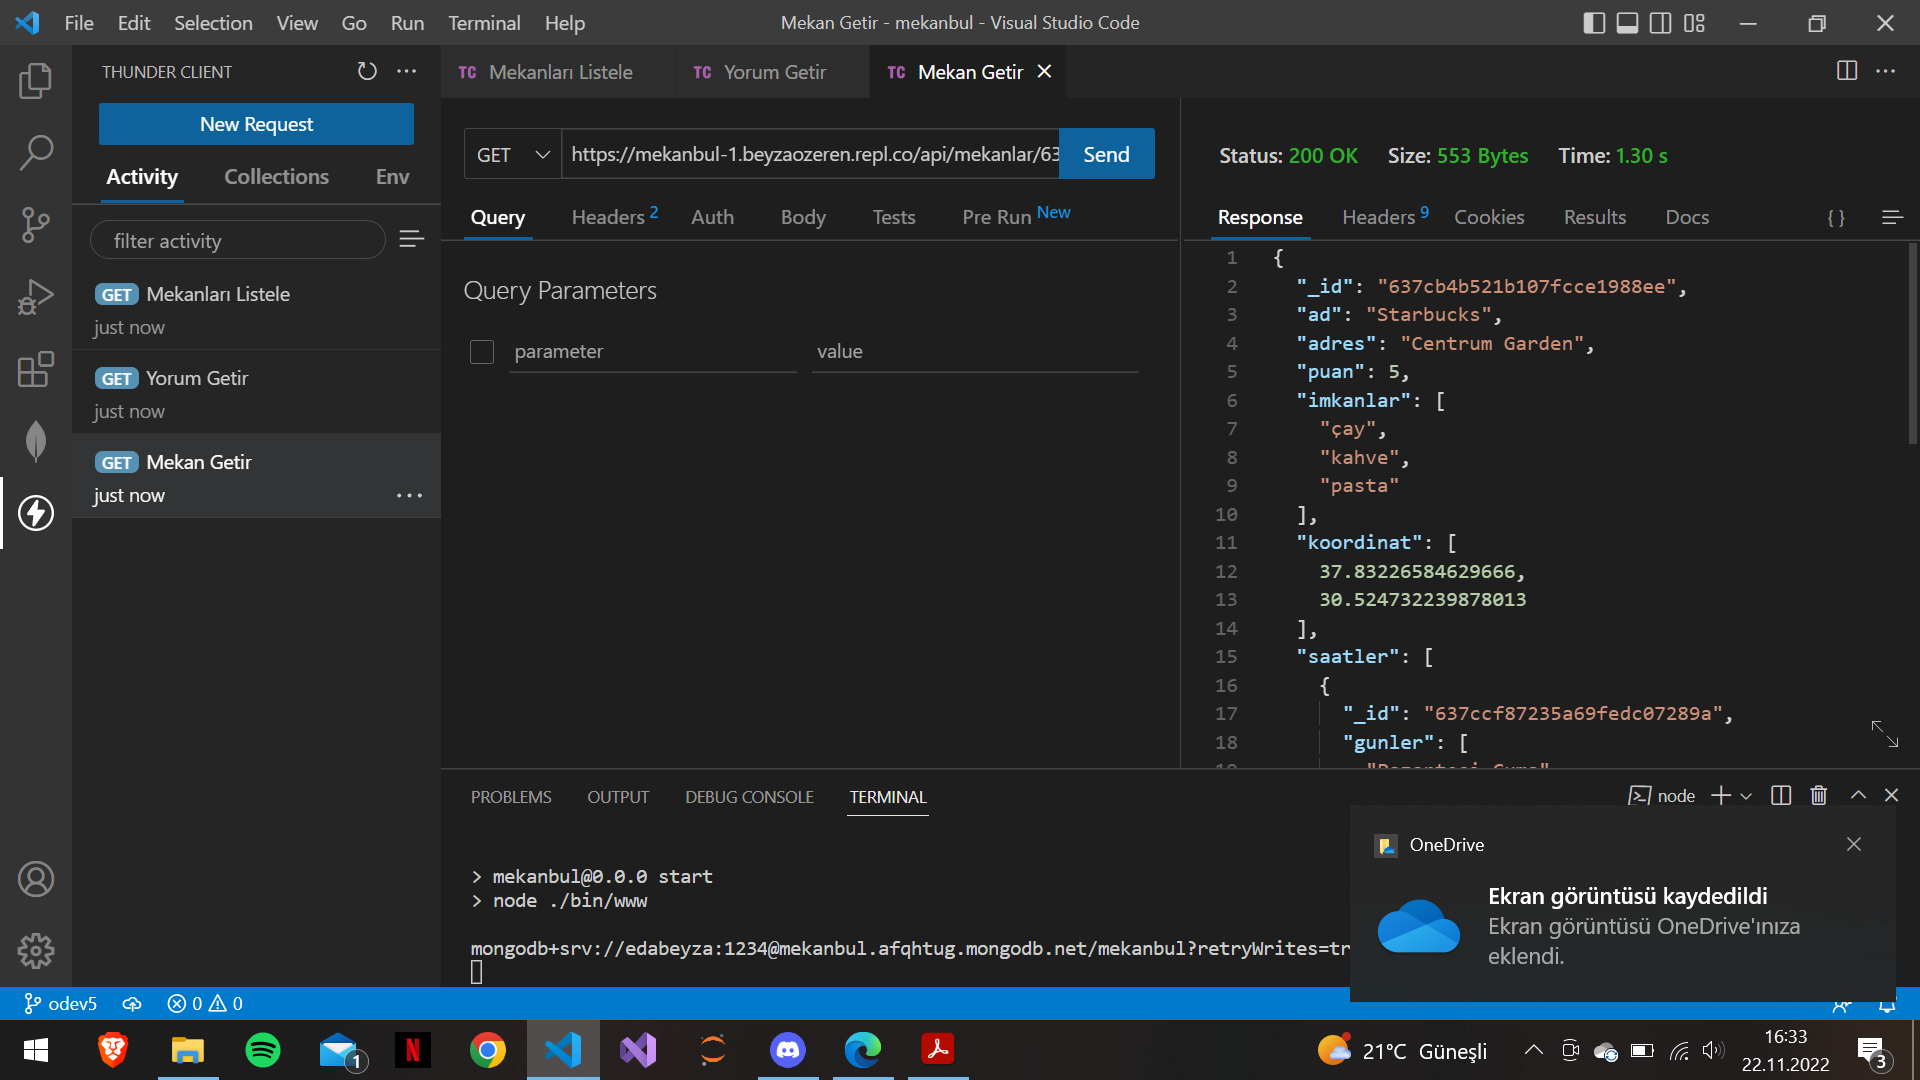 File Edit Selection View Go Run Terminal Help
Mekan Getir - mekanbul - Visual Studio Code
THUNDER CLIENT
New Request
Activity Collections Env
filter activity
GET Mekanları Listele
just now
GET Yorum Getir
just now
GET Mekan Getir
just now
TC Mekanları Listele
TC Yorum Getir
TC Mekan Getir
GET
https://mekanbul-1.beyzaozeren.repl.co/api/mekanlar/63
Send
Query Headers 2 Auth Body Tests Pre Run New
Query Parameters
parameter value
Status: 200 OK Size: 553 Bytes Time: 1.30 s
Response Headers 9 Cookies Results Docs { }
1 {
2 "_id": "637cb4b521b107fcce1988ee",
3 "ad": "Starbucks",
4 "adres": "Centrum Garden",
5 "puan": 5,
6 "imkanlar": [
7 "çay",
8 "kahve",
9 "pasta"
10 ],
11 "koordinat": [
12 37.83226584629666,
13 30.524732239878013
14 ],
15 "saatler": [
16 {
17 "_id": "637ccf87235a69fedc07289a",
18 "gunler": [
PROBLEMS OUTPUT DEBUG CONSOLE TERMINAL
node
> mekanbul@0.0.0 start
> node ./bin/www
mongodb+srv://edabeyza:1234@mekanbul.afqhtug.mongodb.net/mekanbul?retryWrites=tr
OneDrive
Ekran görüntüsü kaydedildi
Ekran görüntüsü OneDrive'ınıza
eklendi.
odev5 0 0
1
N
21°C Güneşli
16:33
22.11.2022
3